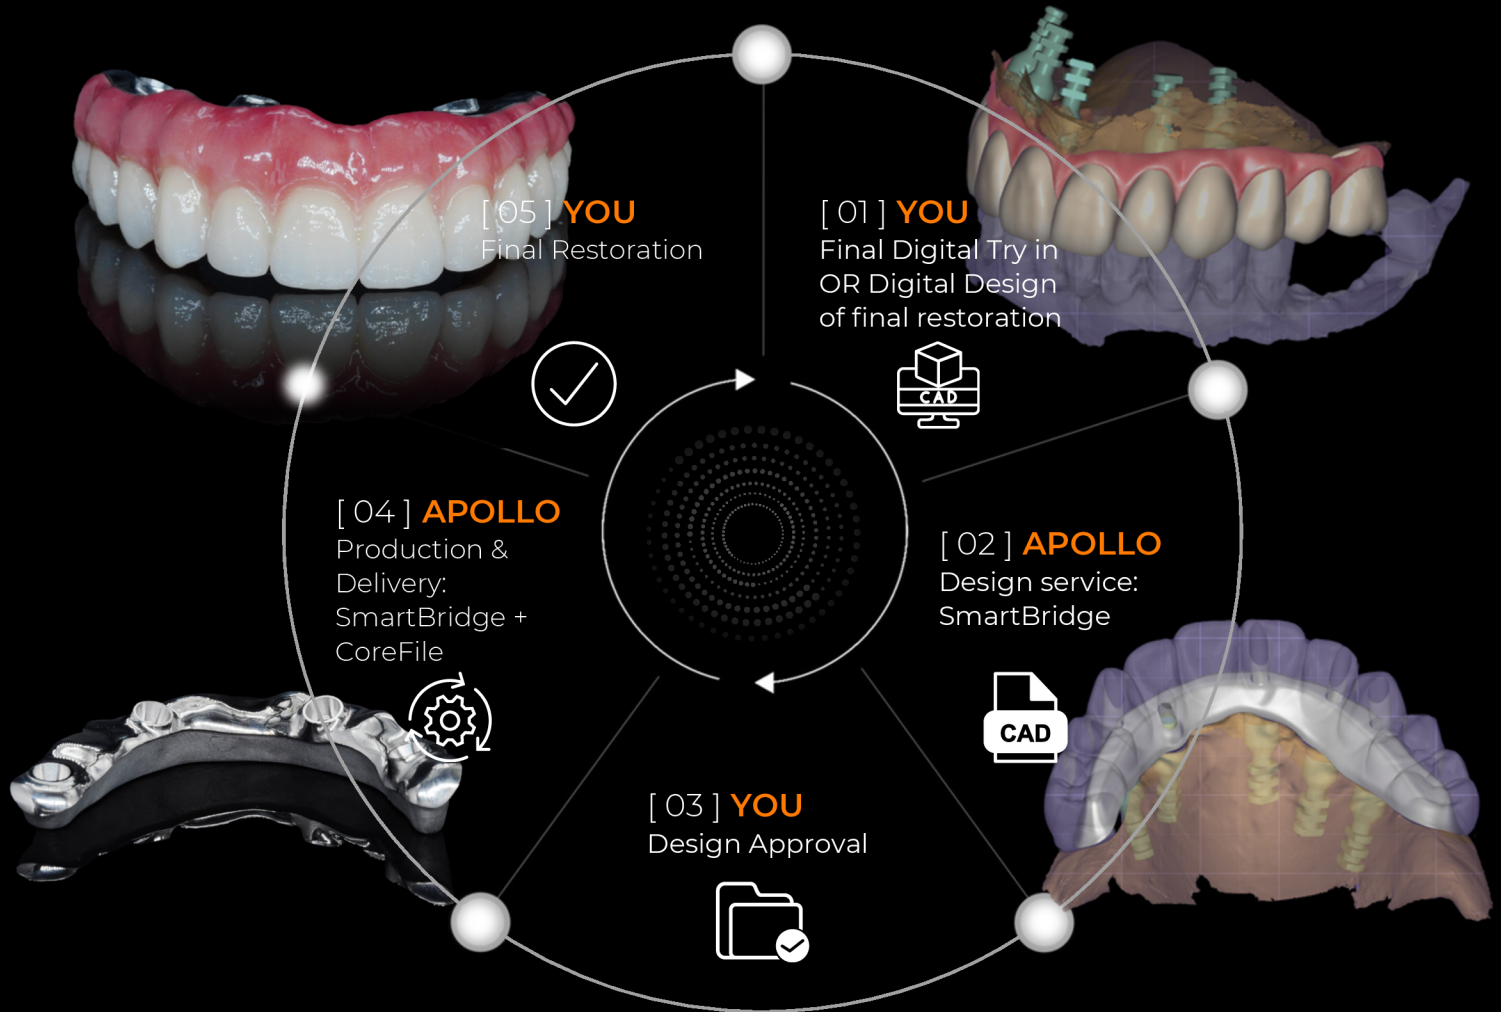 [ 05 ] YOU
Final Restoration
[ 01 ] YOU
Final Digital Try in
OR Digital Design
of final restoration
CAD
[ 04 ] APOLLO
Production &
Delivery:
SmartBridge +
CoreFile
[ 02 ] APOLLO
Design service:
SmartBridge
CAD
[ 03 ] YOU
Design Approval